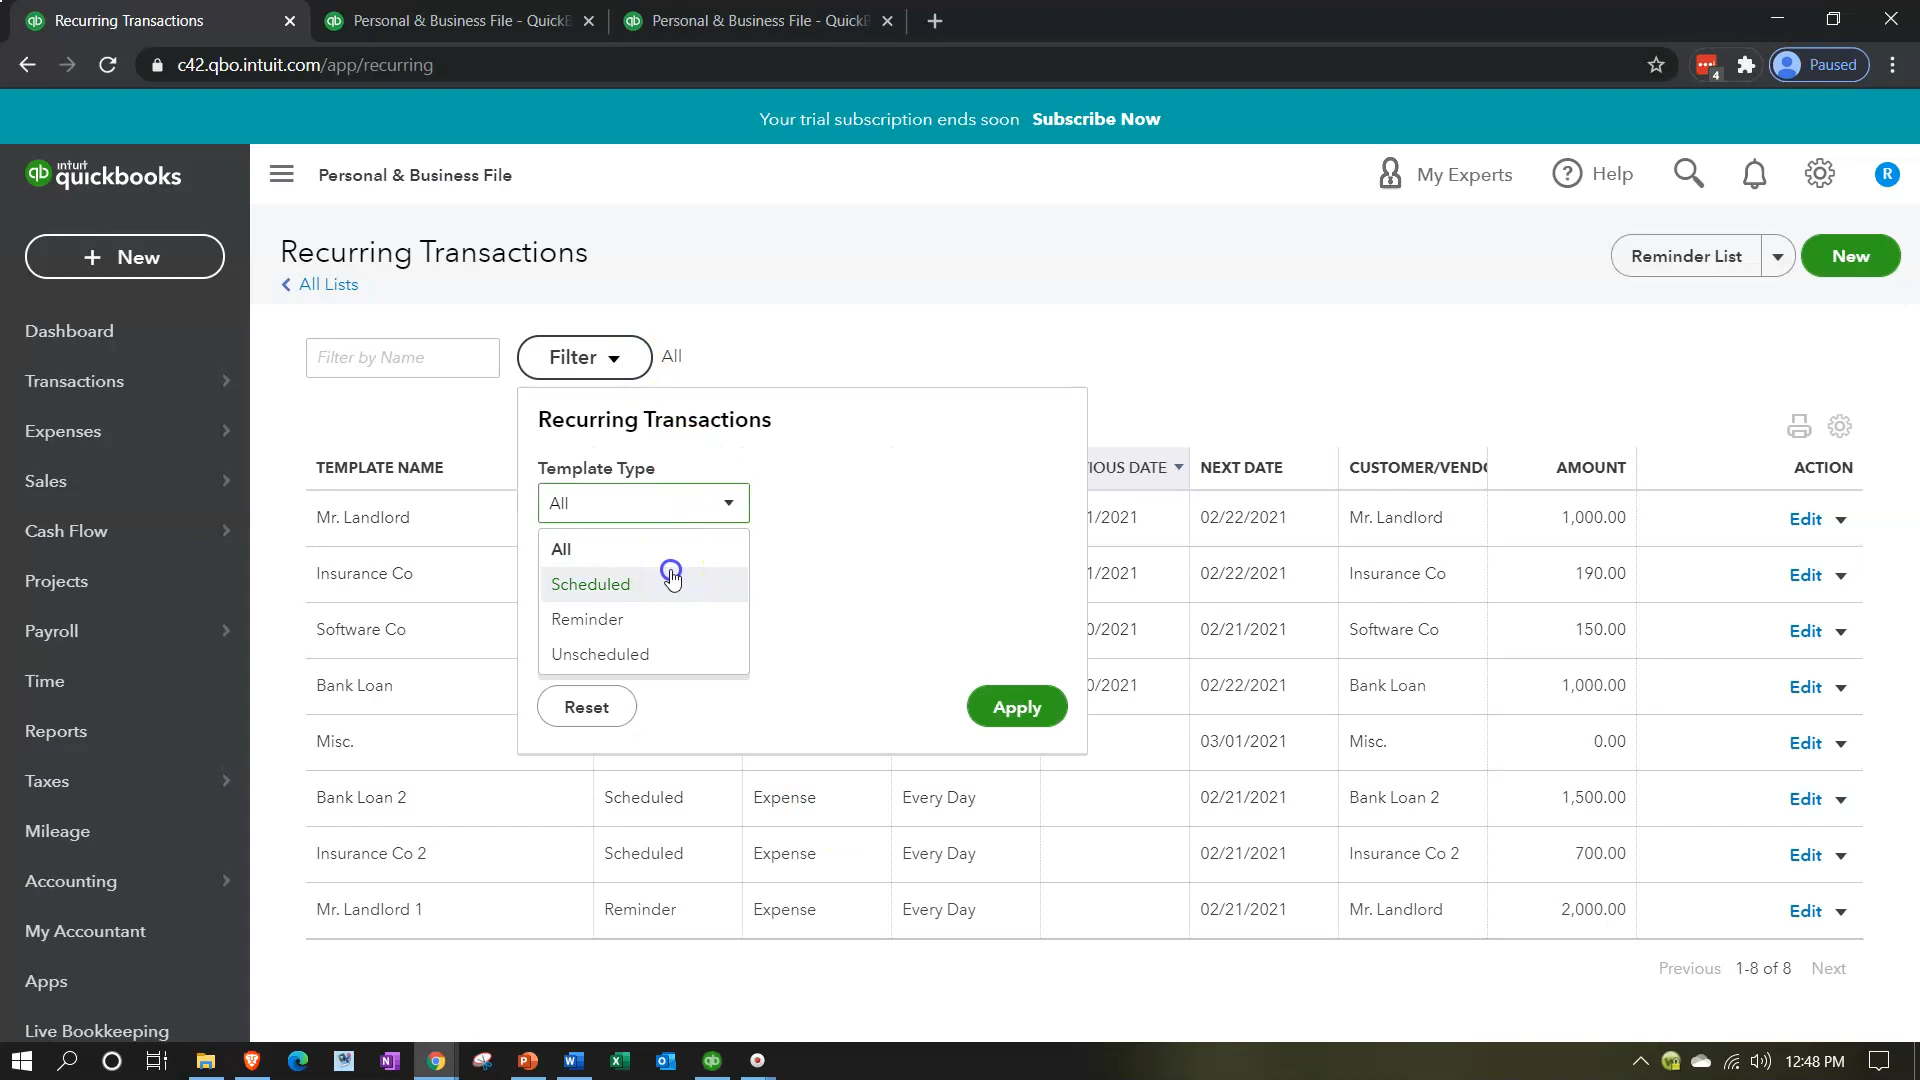 Recurring Transactions
Personal & Business File - QuickB
Personal & Business File - QuickB
c42.qbo.intuit.com/app/recurring
4
Paused
Your trial subscription ends soon Subscribe Now
qb intuit quickbooks
Personal & Business File
My Experts
? Help
R
+ New
Recurring Transactions
All Lists
Reminder List
New
Dashboard
Transactions
Expenses
Sales
Cash Flow
Projects
Payroll
Time
Reports
Taxes
Mileage
Accounting
My Accountant
Apps
Live Bookkeeping
Filter by Name
Filter
All
Recurring Transactions
Template Type
All
All
Scheduled
Reminder
Unscheduled
Reset
Apply
TEMPLATE NAME IOUS DATE NEXT DATE CUSTOMER/VENDO AMOUNT ACTION
Mr. Landlord 1/2021 02/22/2021 Mr. Landlord 1,000.00 Edit
Insurance Co 1/2021 02/22/2021 Insurance Co 190.00 Edit
Software Co 0/2021 02/21/2021 Software Co 150.00 Edit
Bank Loan 0/2021 02/22/2021 Bank Loan 1,000.00 Edit
Misc. 03/01/2021 Misc. 0.00 Edit
Bank Loan 2 Scheduled Expense Every Day 02/21/2021 Bank Loan 2 1,500.00 Edit
Insurance Co 2 Scheduled Expense Every Day 02/21/2021 Insurance Co 2 700.00 Edit
Mr. Landlord 1 Reminder Expense Every Day 02/21/2021 Mr. Landlord 2,000.00 Edit
Previous 1-8 of 8 Next
12:48 PM